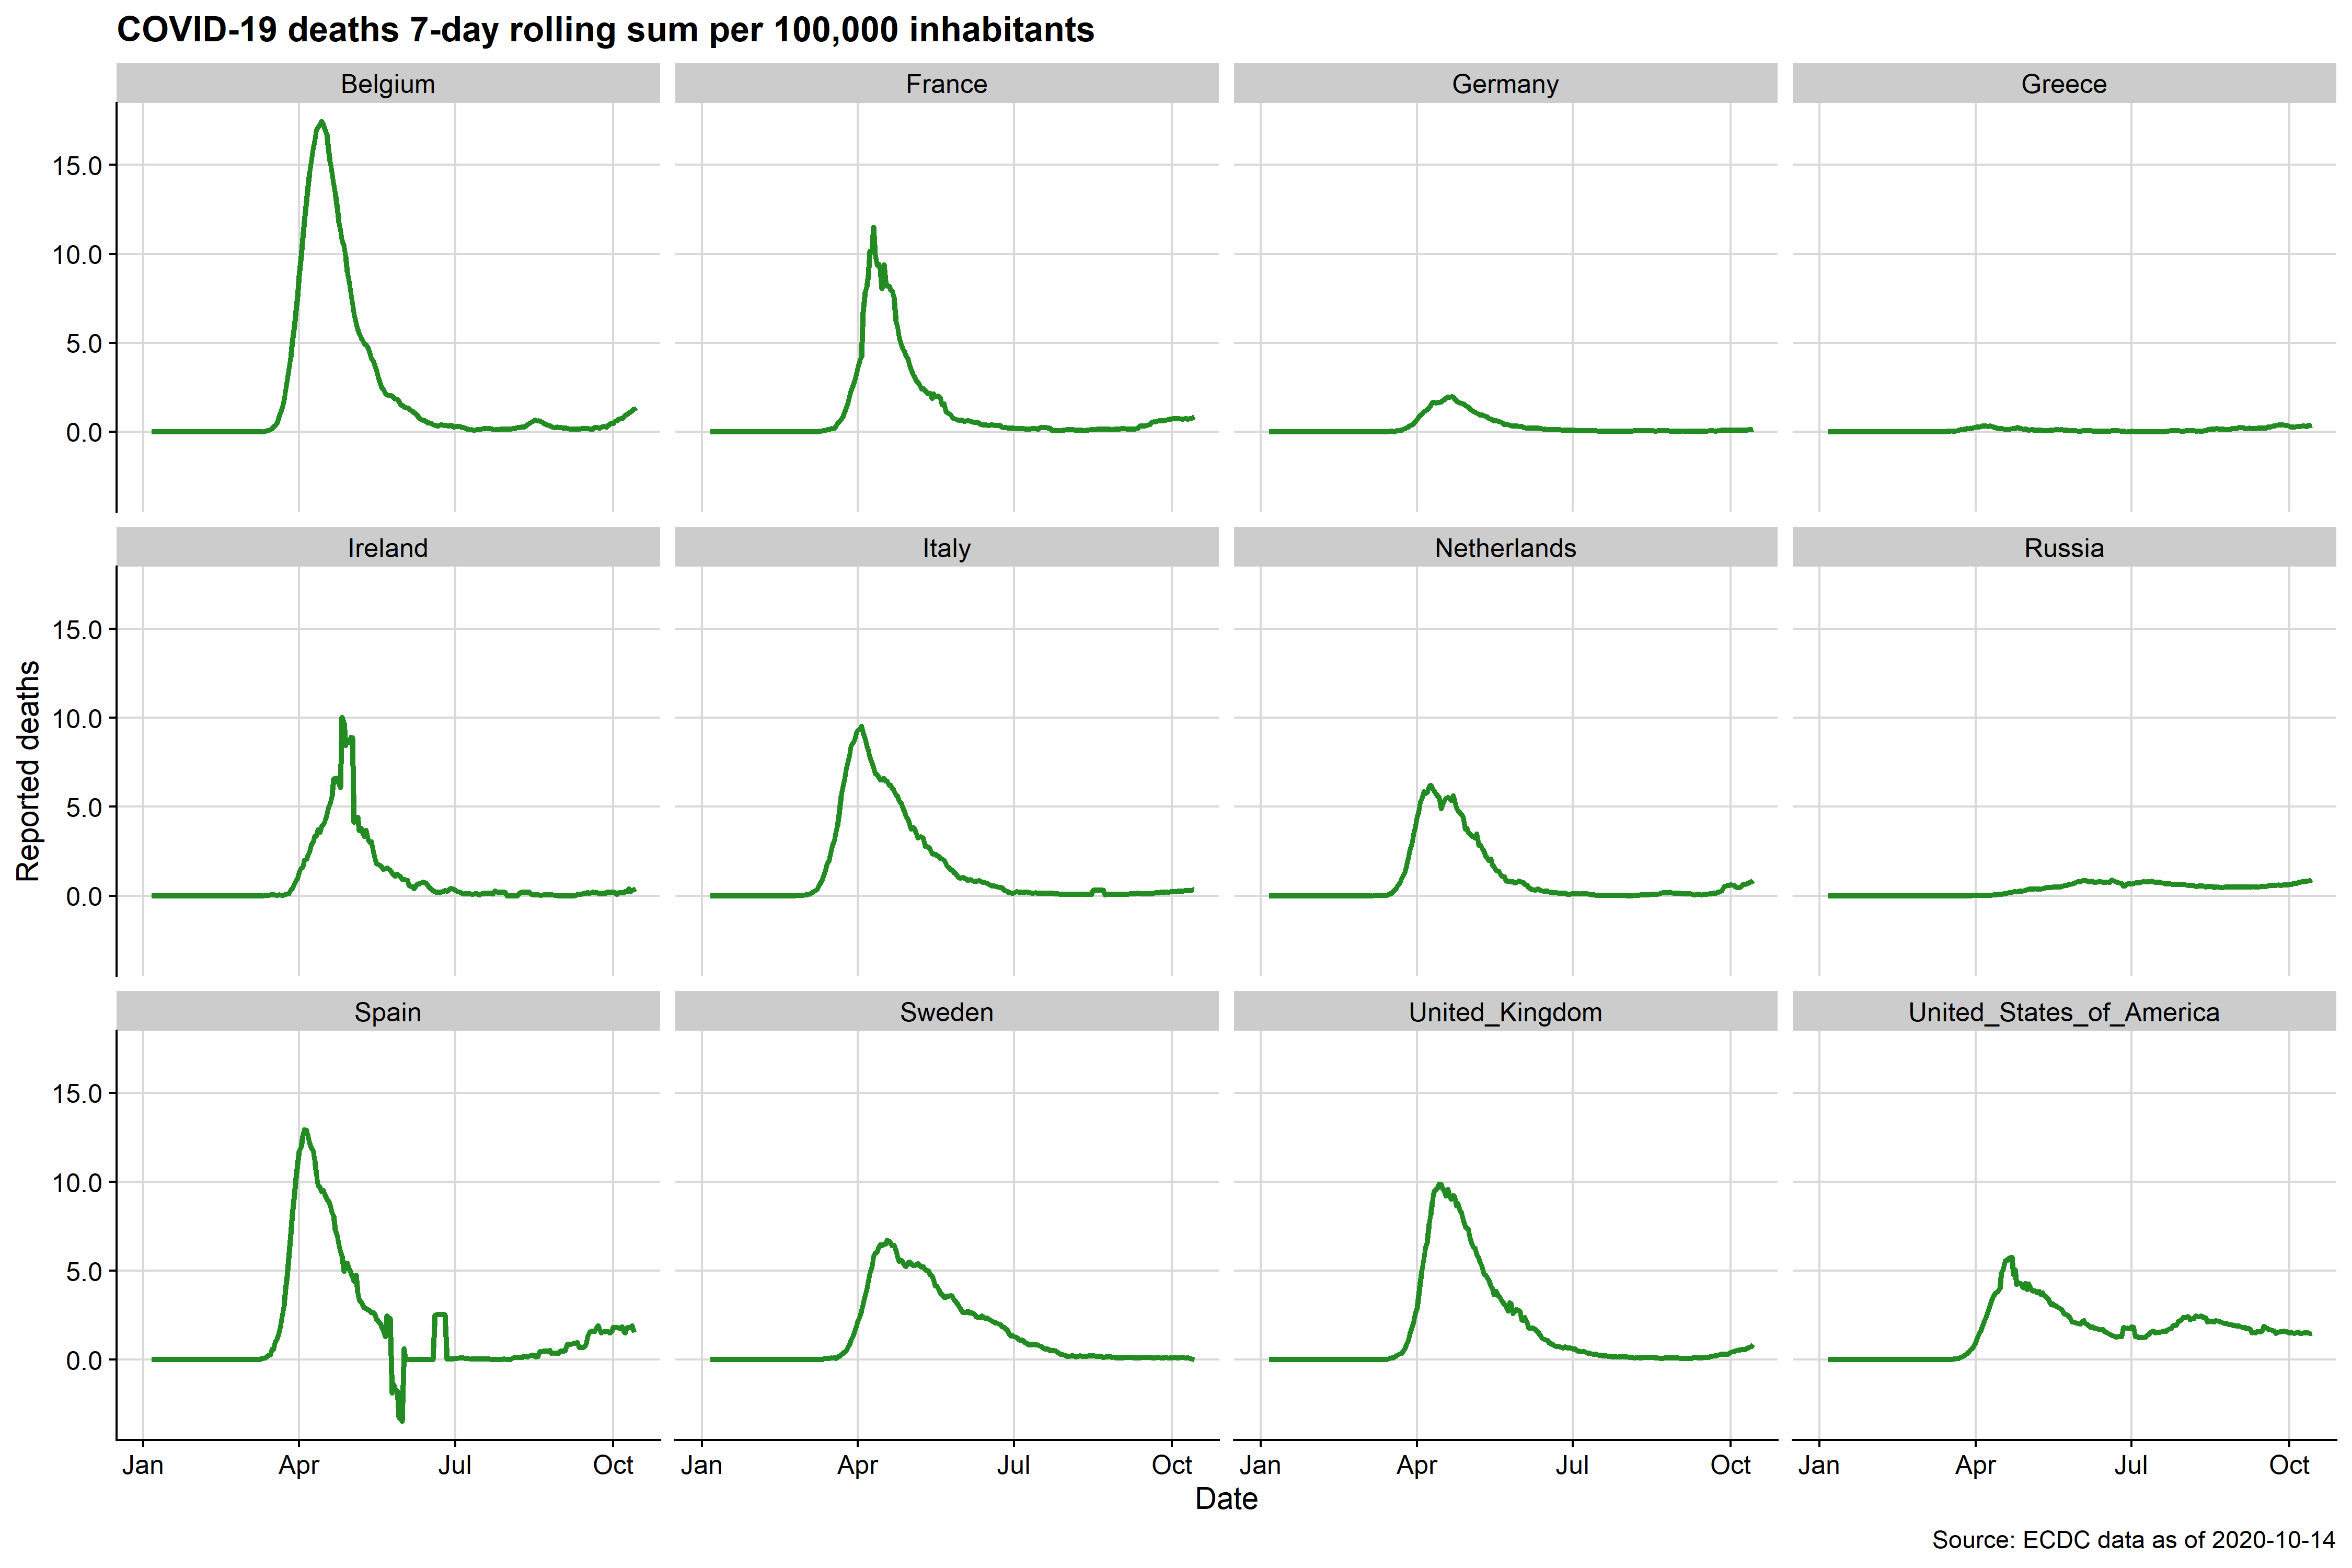 COVID-19 deaths 7-day rolling sum per 100,000 inhabitants
Belgium France Germany Greece
15.0
10.0
5.0
0.0
Ireland Italy Netherlands Russia
15.0
10.0
5.0
0.0
Reported deaths
Spain Sweden United_Kingdom United_States_of_America
15.0
10.0
5.0
0.0
Jan Apr Jul Oct Jan Apr Jul Oct Jan Apr Jul Oct Jan Apr Jul Oct
Date
Source: ECDC data as of 2020-10-14